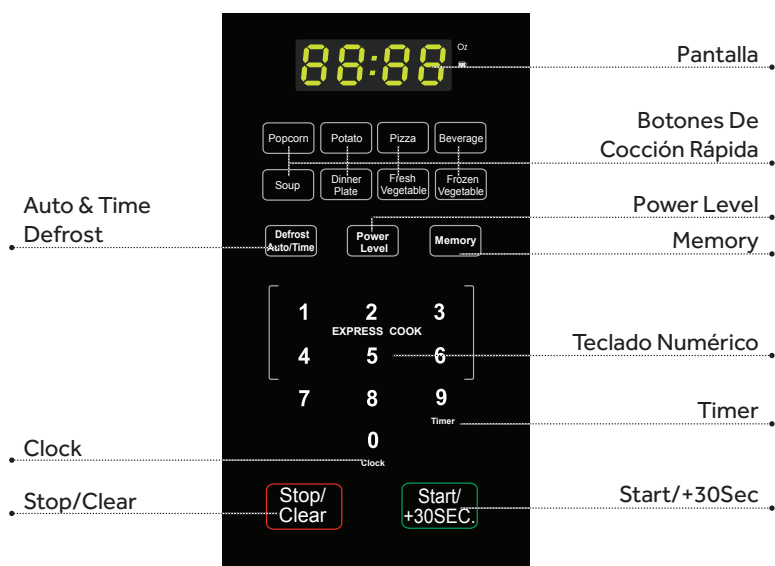 88:88
Oz
Pantalla
Popcorn Potato Pizza Beverage
Botones De
Cocción Rápida
Soup Dinner Plate Fresh Vegetable Frozen Vegetable
Auto & Time
Defrost
Power Level
Defrost Auto/Time Power Level Memory
Memory
1 2 3
EXPRESS COOK
Teclado Numérico
4 5 6
7 8 9
Timer
Timer
0
Clock
Clock
Stop/Clear
Stop/
Clear
Start/
+30SEC.
Start/+30Sec